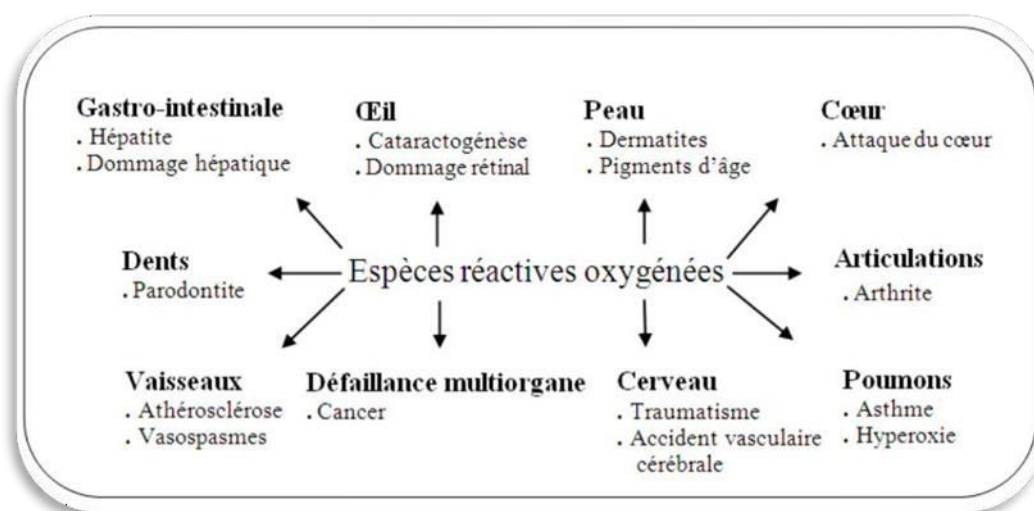 Gastro-intestinale
. Hépatite
. Dommage hépatique
Œil
. Cataractogénèse
. Dommage rétinal
Peau
. Dermatites
. Pigments d'âge
Cœur
. Attaque du cœur
Dents
. Parodontite
Espèces réactives oxygénées
Articulations
. Arthrite
Vaisseaux
. Athérosclérose
. Vasospasmes
Défaillance multiorgane
. Cancer
Cerveau
. Traumatisme
. Accident vasculaire
cérébrale
Poumons
. Asthme
. Hyperoxie